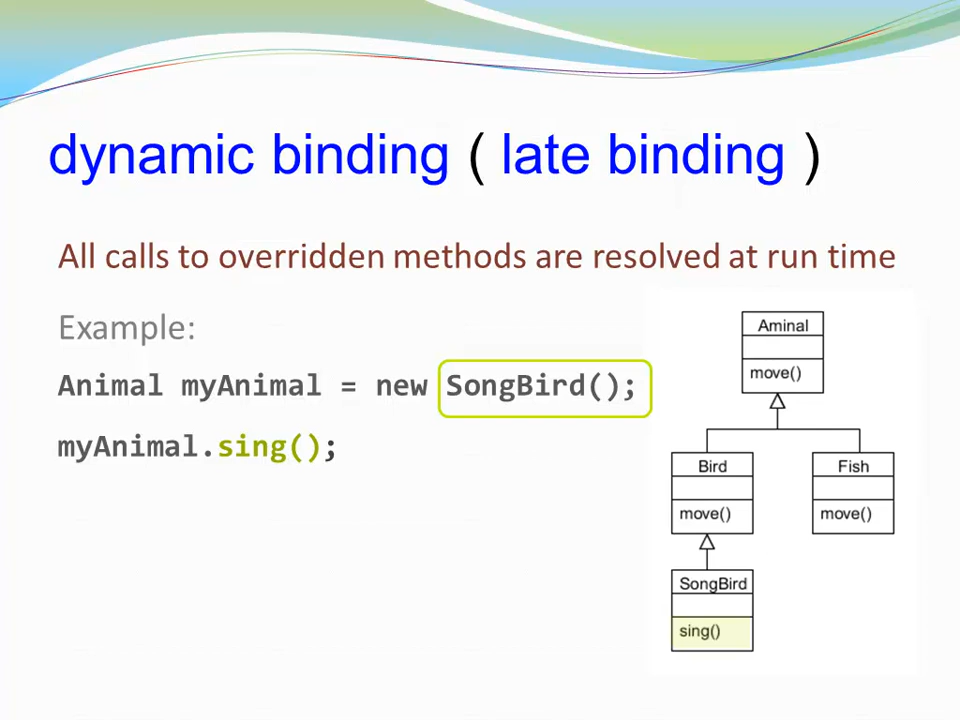 dynamic binding ( late binding )
All calls to overridden methods are resolved at run time
Example:
Animal myAnimal = new SongBird();
myAnimal.sing();
Aminal
move()
Bird
move()
Fish
move()
SongBird
sing()